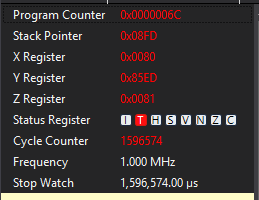 Program Counter 0x0000006C
Stack Pointer 0x08FD
X Register 0x0080
Y Register 0x85ED
Z Register 0x0081
Status Register I T H S V N Z C
Cycle Counter 1596574
Frequency 1.000 MHz
Stop Watch 1,596,574.00 µs